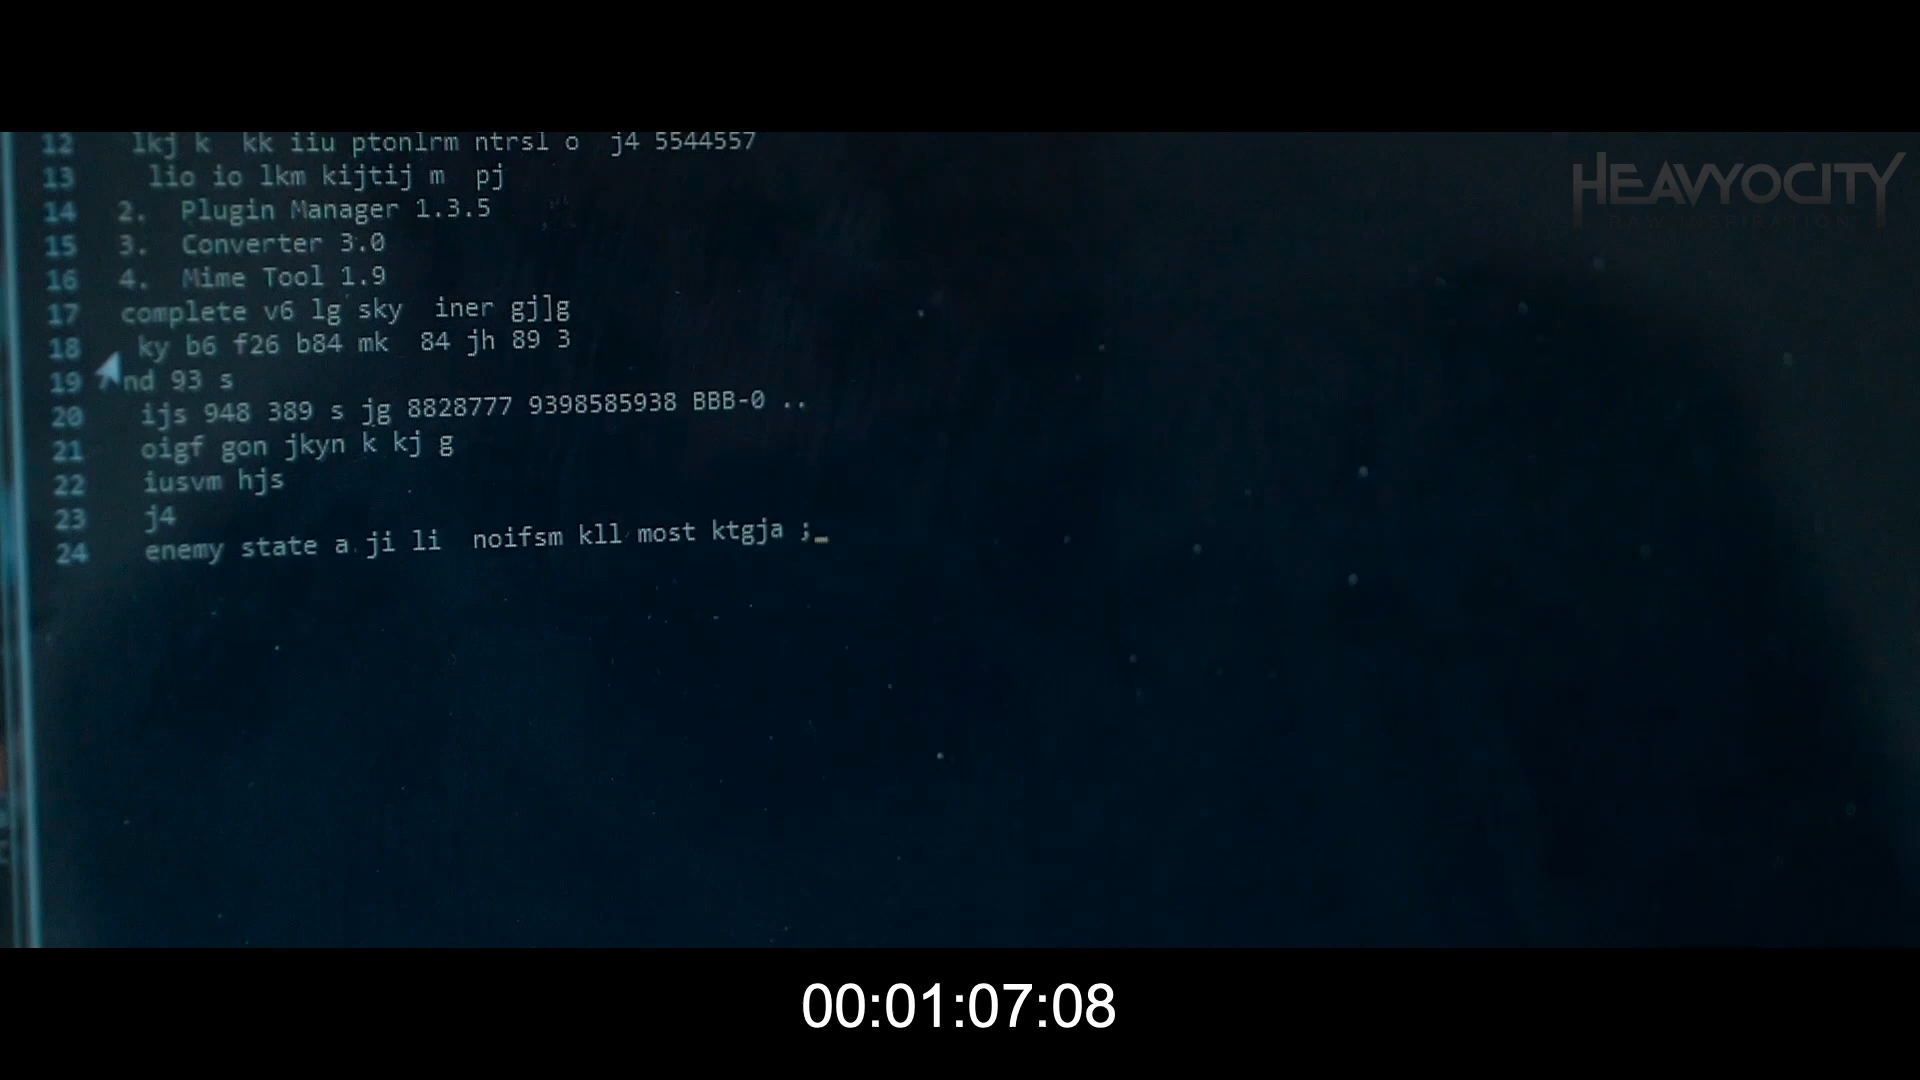 12 lkj k kk iiu ptonlrm ntrsl o j4 5544557
HEAVYOCITY
RAW INSPIRATION
13 lio io lkm kijtij m pj
14 2. Plugin Manager 1.3.5
15 3. Converter 3.0
16 4. Mime Tool 1.9
17 complete v6 lg sky iner gj]g
18 ky b6 f26 b84 mk 84 jh 89 3
19 nd 93 s
20 ijs 948 389 s jg 8828777 9398585938 BBB-0 ..
21 oigf gon jkyn k kj g
22 iusvm hjs
23 j4
24 enemy state a ji li noifsm kll most ktgja ;_
00:01:07:08